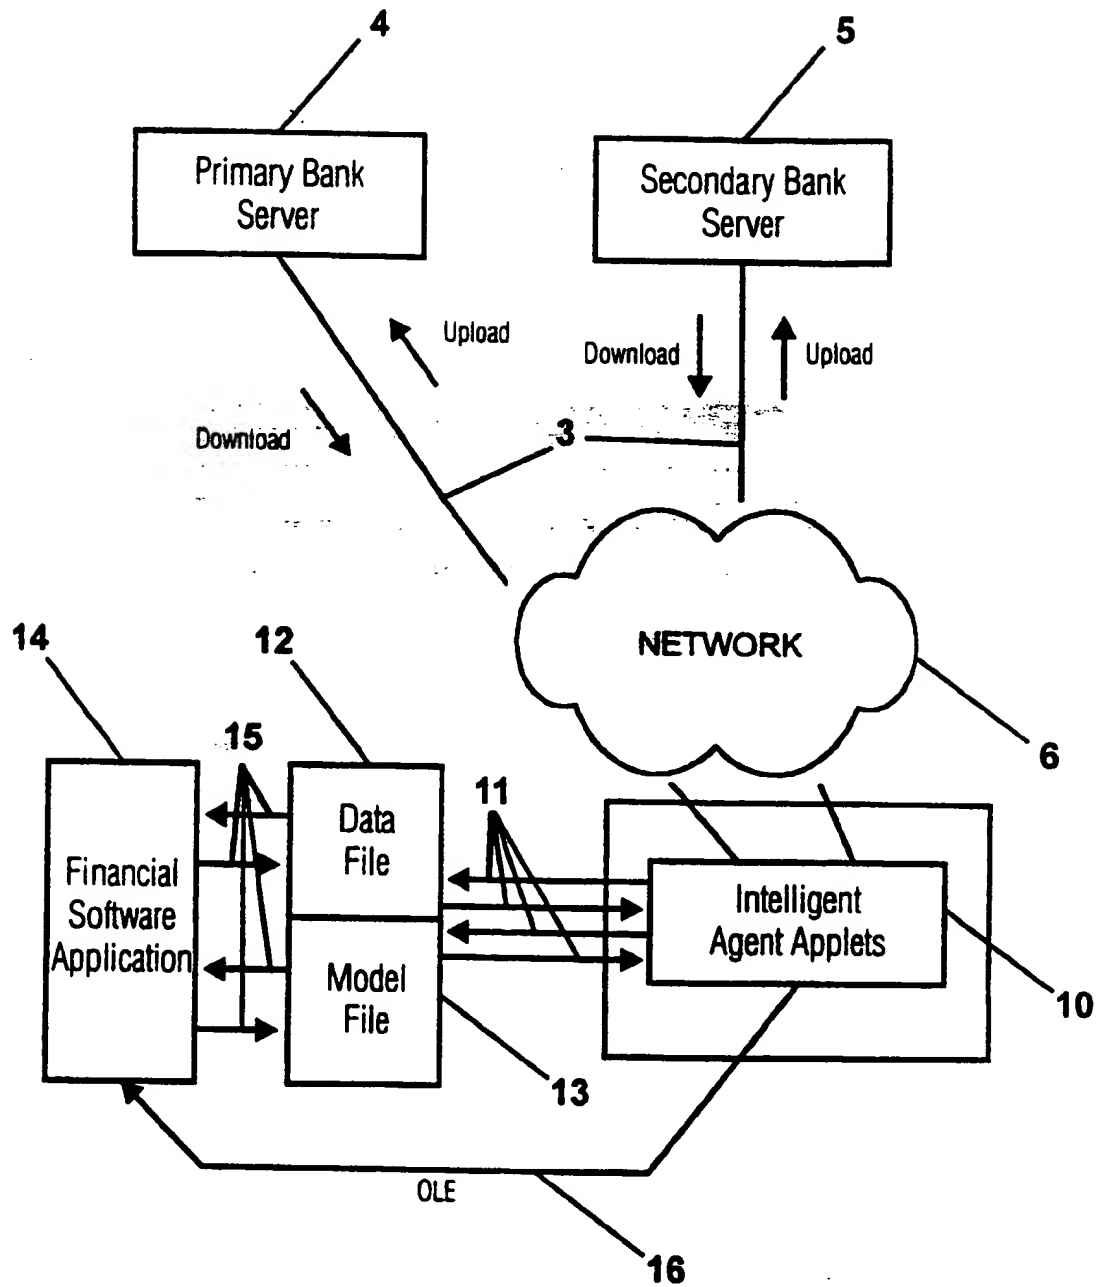 4
5
Primary Bank
Server
Secondary Bank
Server
Upload
Download
Upload
Download
3
NETWORK
14
12
15
6
11
Data
File
Financial
Software
Application
Intelligent
Agent Applets
Model
File
10
13
OLE
16